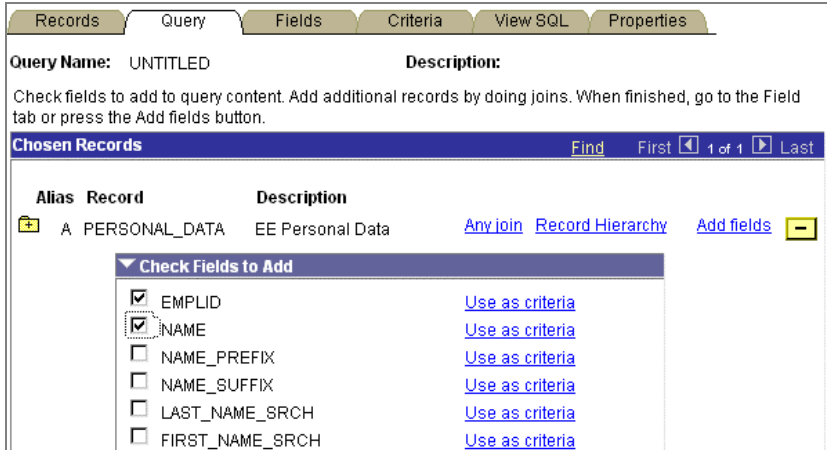 Records Query Fields Criteria View SQL Properties
Query Name: UNTITLED Description:
Check fields to add to query content. Add additional records by doing joins. When finished, go to the Field
tab or press the Add fields button.
Chosen Records Find First 1 of 1 Last
Alias Record Description
A PERSONAL_DATA EE Personal Data Any join Record Hierarchy Add fields
Check Fields to Add
EMPLID Use as criteria
NAME Use as criteria
NAME_PREFIX Use as criteria
NAME_SUFFIX Use as criteria
LAST_NAME_SRCH Use as criteria
FIRST_NAME_SRCH Use as criteria